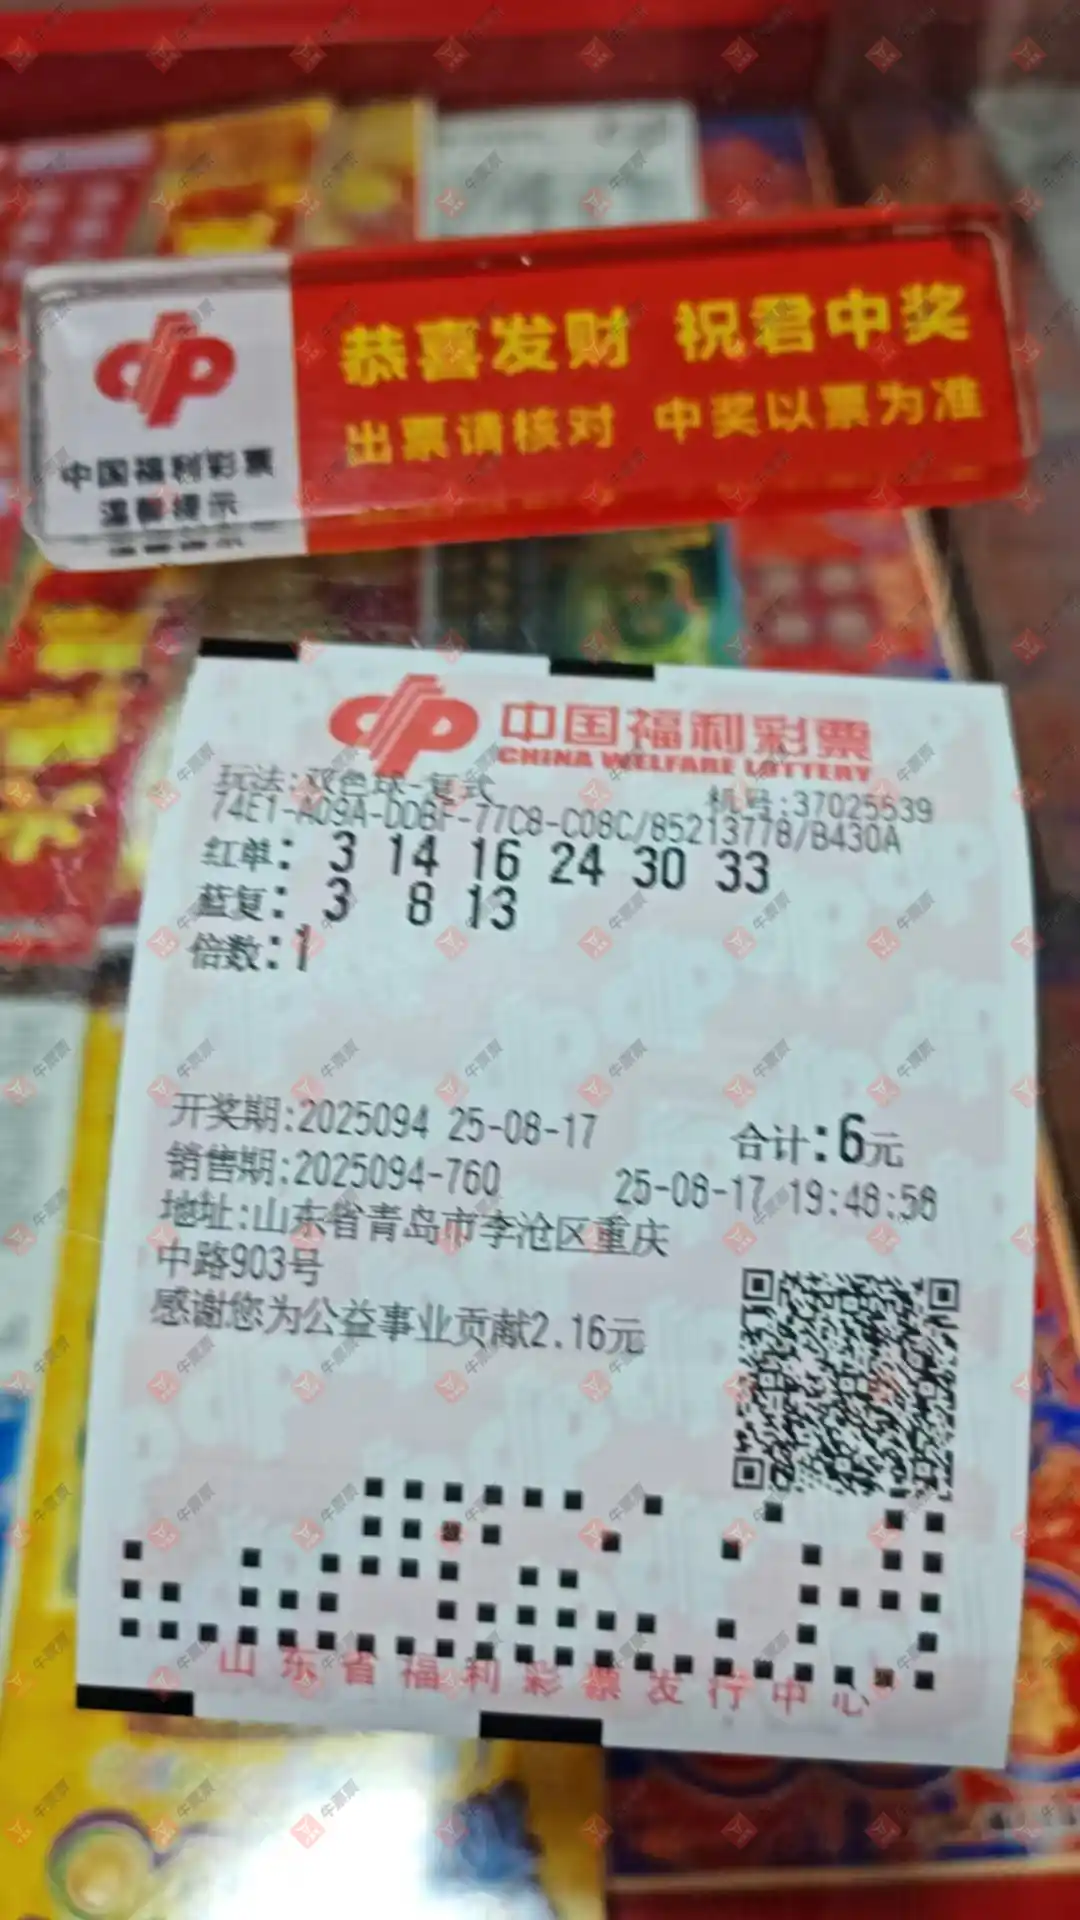 恭喜发财 祝君中奖
出票请核对 中奖以票为准
中国福利彩票
温馨提示
中国福利彩票
CHINA WELFARE LOTTERY
玩法:双色球-复式
机号:37025539
74E1-A09A-DDBF-77C8-C08C/85213778/B430A
红单: 3 14 16 24 30 33
蓝复: 3 8 13
倍数:1
开奖期:2025094 25-08-17
合计:6元
销售期:2025094-760 25-08-17 19:48:58
地址:山东省青岛市李沧区重庆
中路903号
感谢您为公益事业贡献2.16元
山东省福利彩票发行中心
牛票票